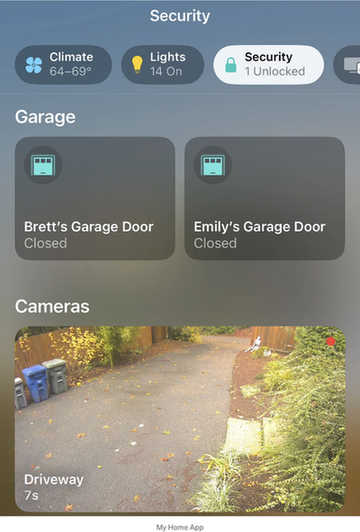 Security
Climate
64–69°
Lights
14 On
Security
1 Unlocked
Garage
Brett's Garage Door
Closed
Emily's Garage Door
Closed
Cameras
Driveway
7s
My Home App